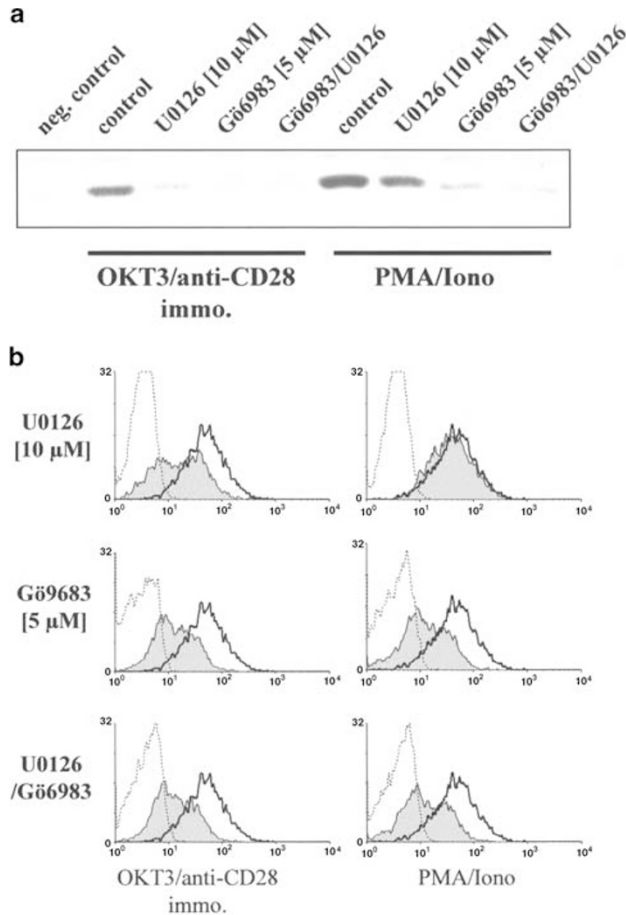 a
neg. control
control
U0126 [10 µM]
Gö6983 [5 µM]
Gö6983/U0126
control
U0126 [10 µM]
Gö6983 [5 µM]
Gö6983/U0126
OKT3/anti-CD28
immo.
PMA/Iono
b
U0126
[10 µM]
32
0
10⁰ 10¹ 10² 10³ 10⁴
32
0
10⁰ 10¹ 10² 10³ 10⁴
Gö9683
[5 µM]
32
0
10⁰ 10¹ 10² 10³ 10⁴
32
0
10⁰ 10¹ 10² 10³ 10⁴
U0126
/Gö6983
32
0
10⁰ 10¹ 10² 10³ 10⁴
32
0
10⁰ 10¹ 10² 10³ 10⁴
OKT3/anti-CD28
immo.
PMA/Iono